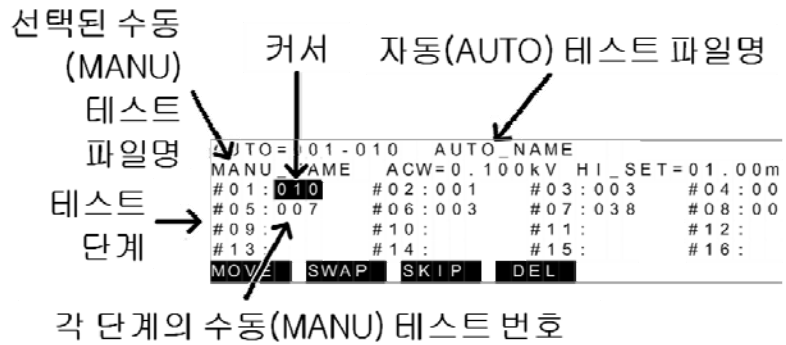 선택된 수동
(MANU)
테스트
파일명
커서
자동(AUTO) 테스트 파일명
테스트
단계
AUTO=001-010 AUTO_NAME
MANU_NAME ACW=0.100kV HI_SET=01.00m
#01:010 #02:001 #03:003 #04:00
#05:007 #06:003 #07:038 #08:00
#09: #10: #11: #12:
#13: #14: #15: #16:
MOVE SWAP SKIP DEL
각 단계의 수동(MANU) 테스트 번호